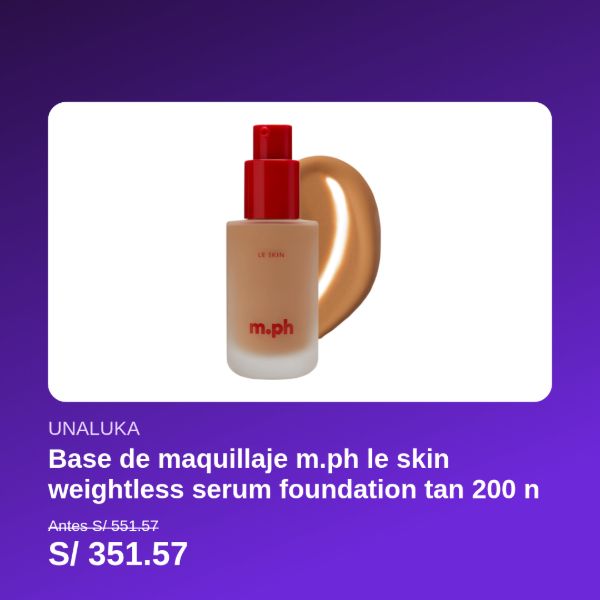 LE SKIN
m.ph
UNALUKA
Base de maquillaje m.ph le skin
weightless serum foundation tan 200 n
Antes S/ 551.57
S/ 351.57